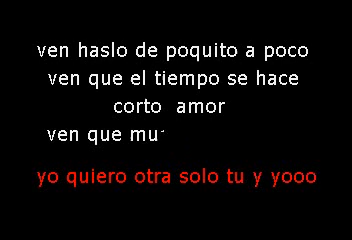 ven haslo de poquito a poco
ven que el tiempo se hace
corto amor
ven que mu
yo quiero otra solo tu y yooo